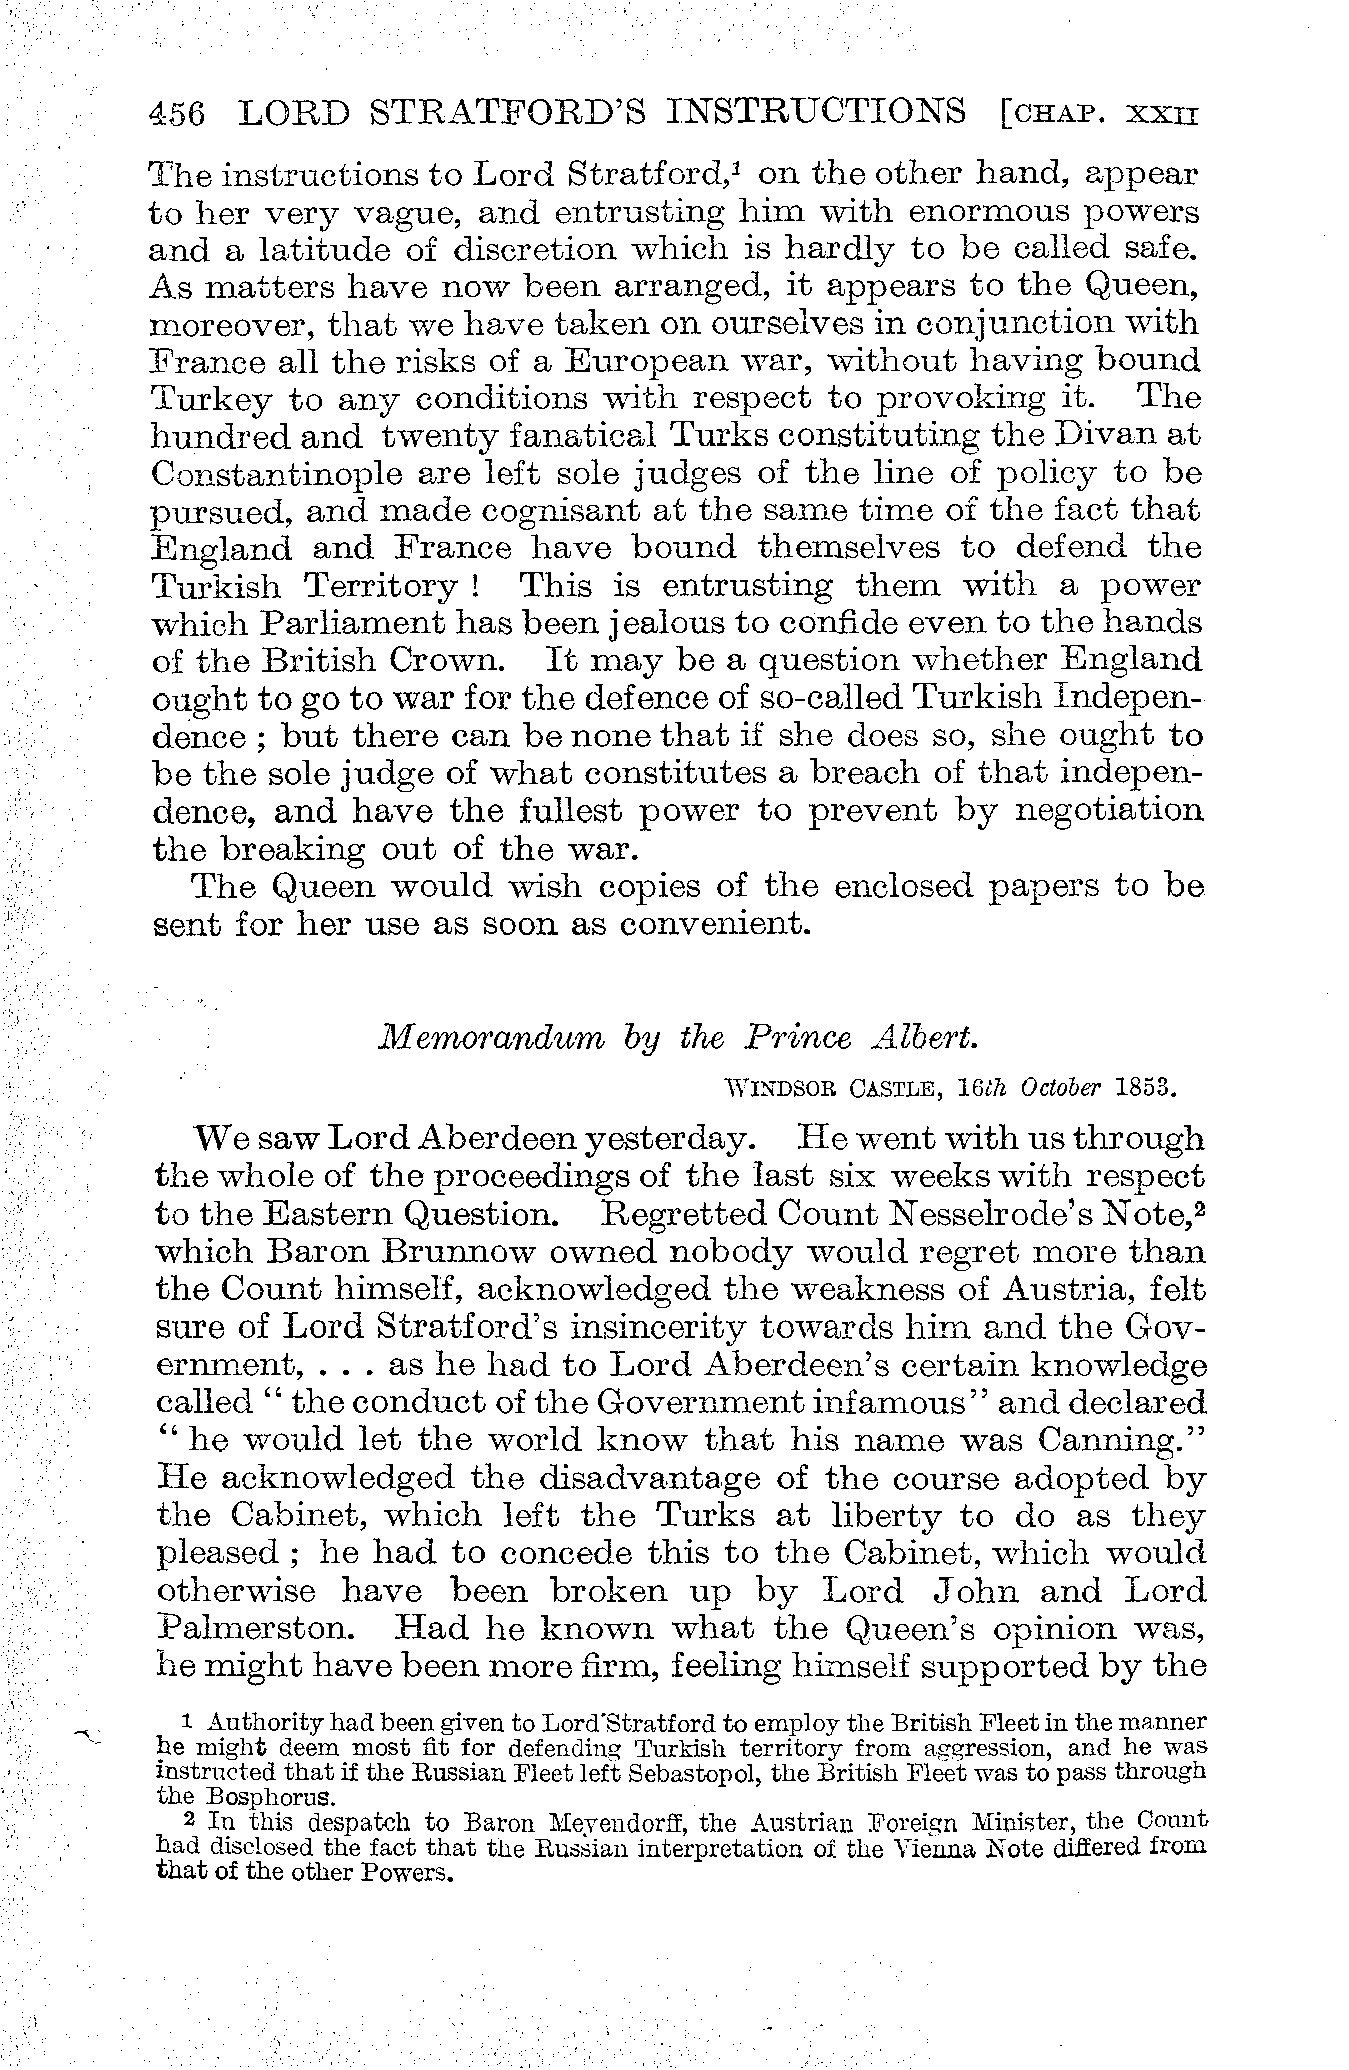 456 LORD STRATFORD'S INSTRUCTIONS [CHAP. XXII
The instructions to Lord Stratford,¹ on the other hand, appear
to her very vague, and entrusting him with enormous powers
and a latitude of discretion which is hardly to be called safe.
As matters have now been arranged, it appears to the Queen,
moreover, that we have taken on ourselves in conjunction with
France all the risks of a European war, without having bound
Turkey to any conditions with respect to provoking it. The
hundred and twenty fanatical Turks constituting the Divan at
Constantinople are left sole judges of the line of policy to be
pursued, and made cognisant at the same time of the fact that
England and France have bound themselves to defend the
Turkish Territory ! This is entrusting them with a power
which Parliament has been jealous to confide even to the hands
of the British Crown. It may be a question whether England
ought to go to war for the defence of so-called Turkish Indepen-
dence ; but there can be none that if she does so, she ought to
be the sole judge of what constitutes a breach of that indepen-
dence, and have the fullest power to prevent by negotiation
the breaking out of the war.
The Queen would wish copies of the enclosed papers to be
sent for her use as soon as convenient.
Memorandum by the Prince Albert.
WINDSOR CASTLE, 16th October 1853.
We saw Lord Aberdeen yesterday. He went with us through
the whole of the proceedings of the last six weeks with respect
to the Eastern Question. Regretted Count Nesselrode's Note,²
which Baron Brunnow owned nobody would regret more than
the Count himself, acknowledged the weakness of Austria, felt
sure of Lord Stratford's insincerity towards him and the Gov-
ernment, . . . as he had to Lord Aberdeen's certain knowledge
called " the conduct of the Government infamous" and declared
" he would let the world know that his name was Canning."
He acknowledged the disadvantage of the course adopted by
the Cabinet, which left the Turks at liberty to do as they
pleased ; he had to concede this to the Cabinet, which would
otherwise have been broken up by Lord John and Lord
Palmerston. Had he known what the Queen's opinion was,
he might have been more firm, feeling himself supported by the
1 Authority had been given to Lord Stratford to employ the British Fleet in the manner
he might deem most fit for defending Turkish territory from aggression, and he was
instructed that if the Russian Fleet left Sebastopol, the British Fleet was to pass through
the Bosphorus.
2 In this despatch to Baron Meyendorff, the Austrian Foreign Minister, the Count
had disclosed the fact that the Russian interpretation of the Vienna Note differed from
that of the other Powers.